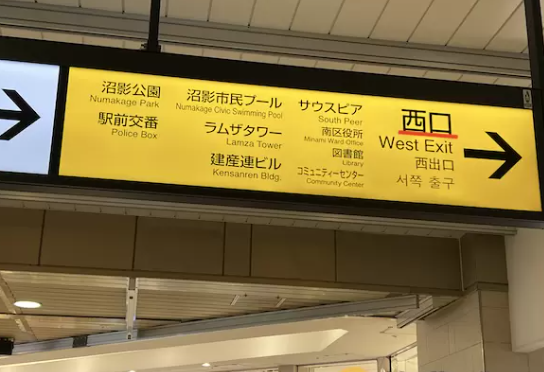 沼影公園
Numakage Park
駅前交番
Police Box
沼影市民プール
Numakage Civic Swimming Pool
ラムザタワー
Lamza Tower
建産連ビル
Kensanren Bldg.
サウスピア
South Peer
南区役所
Minami Ward Office
図書館
Library
コミュニティーセンター
Community Center
西口
West Exit
西出口
서쪽 출구